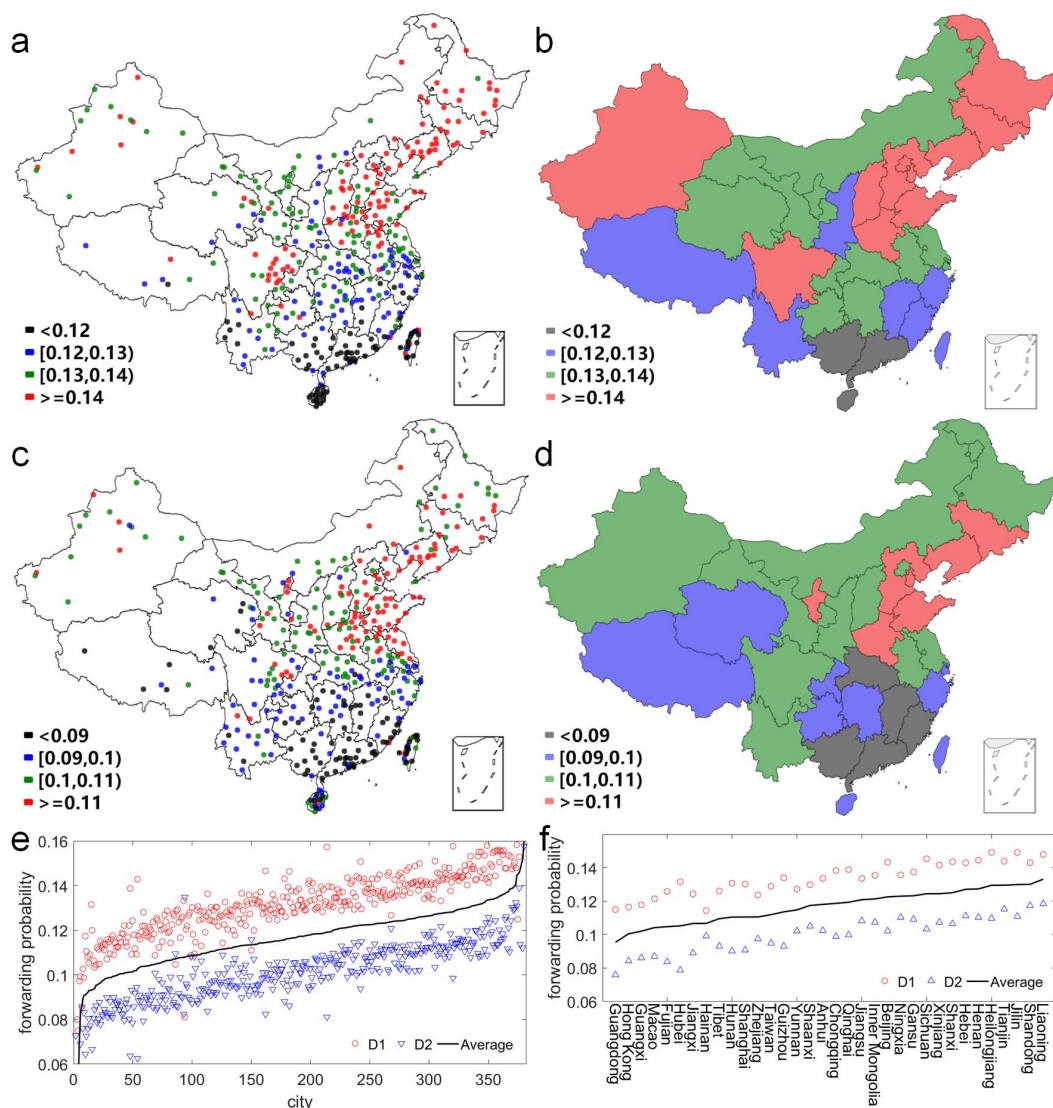 a
b
<0.12
[0.12,0.13)
[0.13,0.14)
>=0.14
<0.12
[0.12,0.13)
[0.13,0.14)
>=0.14
c
d
<0.09
[0.09,0.1)
[0.1,0.11)
>=0.11
<0.09
[0.09,0.1)
[0.1,0.11)
>=0.11
e
forwarding probability
0.16
0.14
0.12
0.1
0.08
0.06
0 50 100 150 200 250 300 350
city
D1 D2 Average
f
forwarding probability
0.14
0.12
0.1
0.08
0.06
D1 D2 Average
Guangdong
Hong Kong
Guangxi
Macao
Fujian
Hubei
Jiangxi
Hainan
Tibet
Hunan
Shanghai
Zhejiang
Taiwan
Guizhou
Yunnan
Shaanxi
Anhui
Chongqing
Qinghai
Jiangsu
Inner Mongolia
Beijing
Ningxia
Gansu
Sichuan
Xinjiang
Shanxi
Hebei
Henan
Heilongjiang
Tianjin
Jilin
Shandong
Liaoning